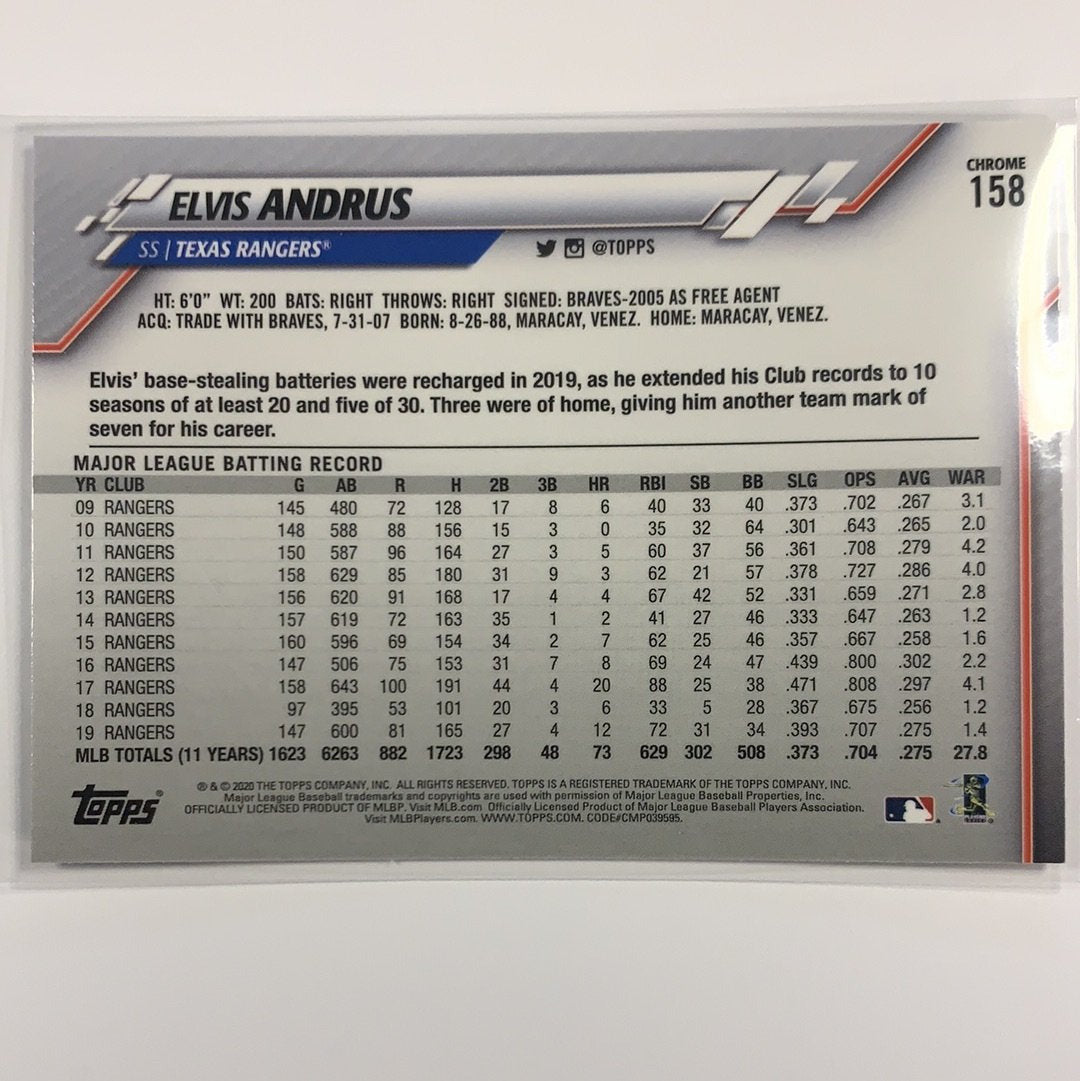 CHROME
158
ELVIS ANDRUS
SS | TEXAS RANGERS®
@TOPPS
HT: 6'0" WT: 200 BATS: RIGHT THROWS: RIGHT SIGNED: BRAVES-2005 AS FREE AGENT
ACQ: TRADE WITH BRAVES, 7-31-07 BORN: 8-26-88, MARACAY, VENEZ. HOME: MARACAY, VENEZ.
Elvis' base-stealing batteries were recharged in 2019, as he extended his Club records to 10
seasons of at least 20 and five of 30. Three were of home, giving him another team mark of
seven for his career.
MAJOR LEAGUE BATTING RECORD
YR CLUB G AB R H 2B 3B HR RBI SB BB SLG OPS AVG WAR
09 RANGERS 145 480 72 128 17 8 6 40 33 40 .373 .702 .267 3.1
10 RANGERS 148 588 88 156 15 3 0 35 32 64 .301 .643 .265 2.0
11 RANGERS 150 587 96 164 27 3 5 60 37 56 .361 .708 .279 4.2
12 RANGERS 158 629 85 180 31 9 3 62 21 57 .378 .727 .286 4.0
13 RANGERS 156 620 91 168 17 4 4 67 42 52 .331 .659 .271 2.8
14 RANGERS 157 619 72 163 35 1 2 41 27 46 .333 .647 .263 1.2
15 RANGERS 160 596 69 154 34 2 7 62 25 46 .357 .667 .258 1.6
16 RANGERS 147 506 75 153 31 7 8 69 24 47 .439 .800 .302 2.2
17 RANGERS 158 643 100 191 44 4 20 88 25 38 .471 .808 .297 4.1
18 RANGERS 97 395 53 101 20 3 6 33 5 28 .367 .675 .256 1.2
19 RANGERS 147 600 81 165 27 4 12 72 31 34 .393 .707 .275 1.4
MLB TOTALS (11 YEARS) 1623 6263 882 1723 298 48 73 629 302 508 .373 .704 .275 27.8
TOPPS®
® & © 2020 THE TOPPS COMPANY, INC. ALL RIGHTS RESERVED. TOPPS IS A REGISTERED TRADEMARK OF THE TOPPS COMPANY, INC.
Major League Baseball trademarks and copyrights are used with permission of Major League Baseball Properties, Inc.
OFFICIALLY LICENSED PRODUCT OF MLBP. Visit MLB.com Officially Licensed Product of Major League Baseball Players Association.
Visit MLBPlayers.com. WWW.TOPPS.COM. CODE#CMP039595.